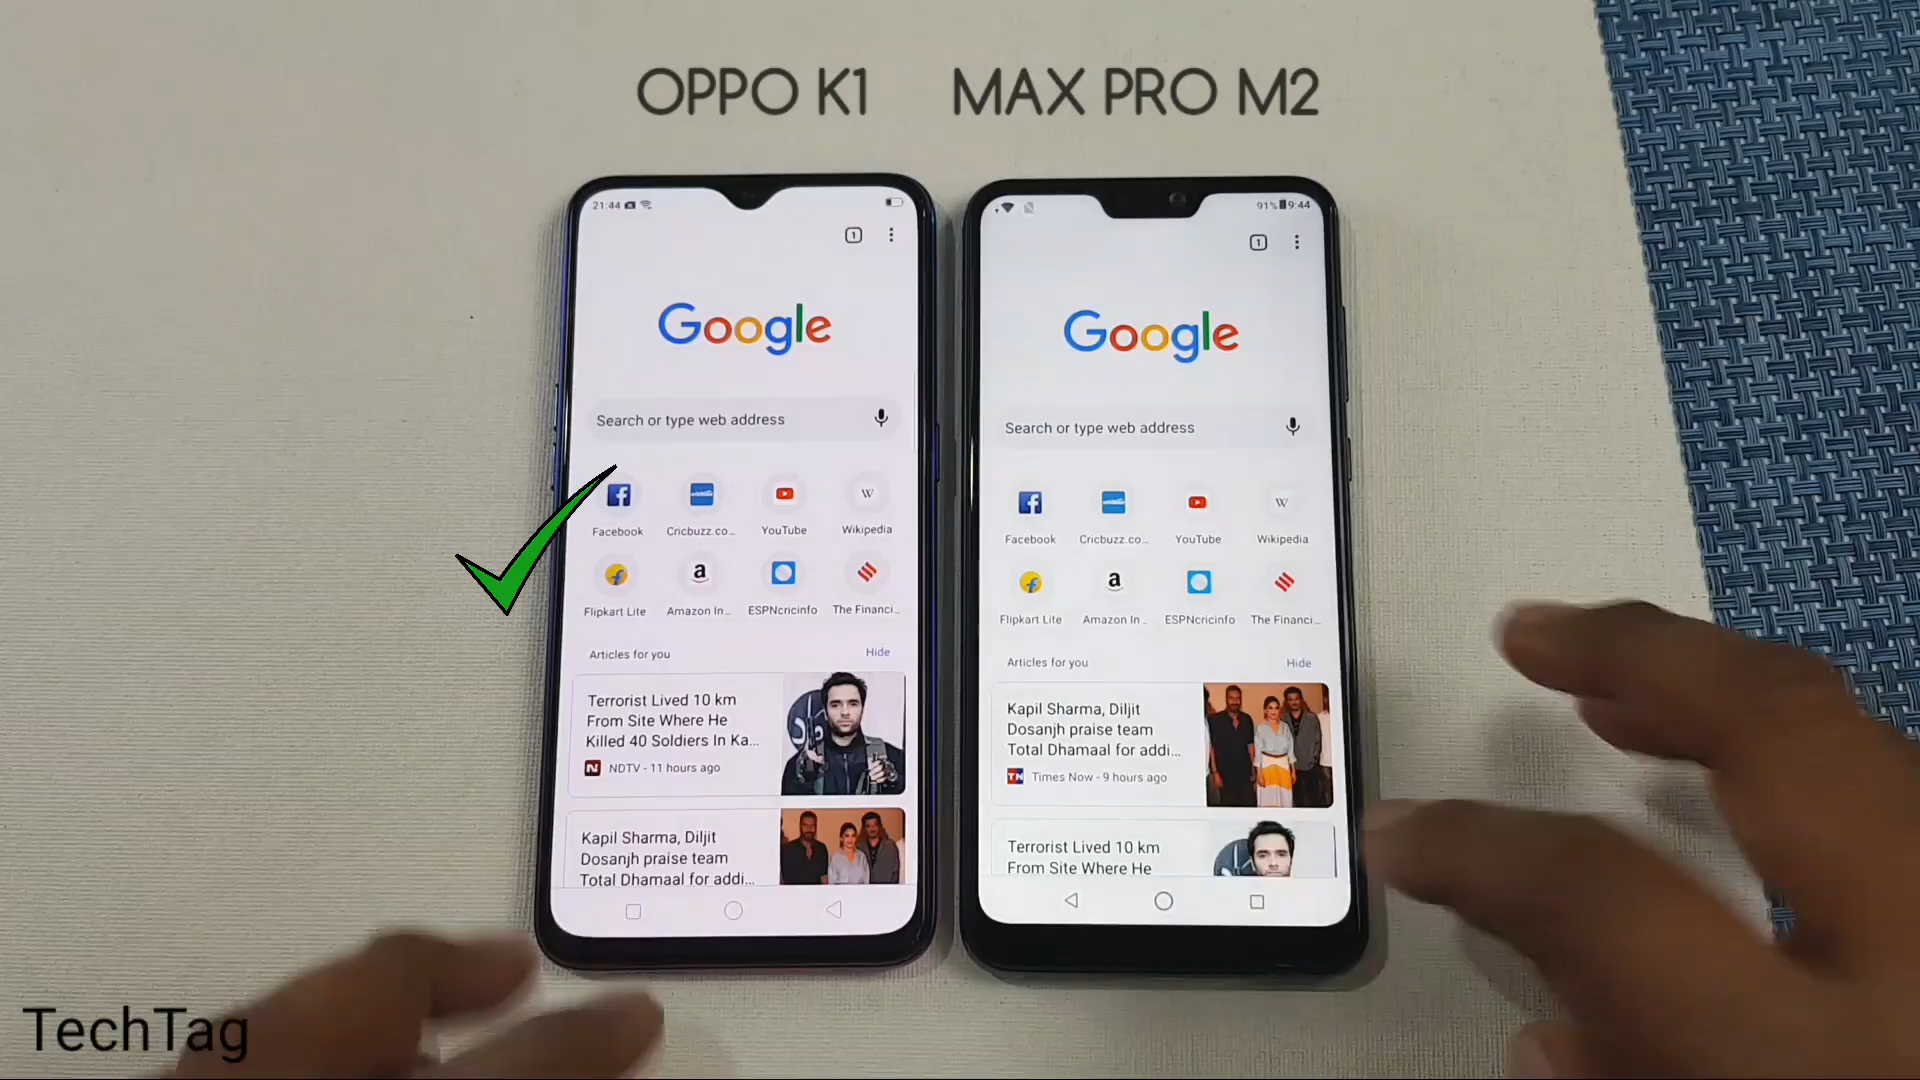 OPPO K1
MAX PRO M2
21:44
1
Google
Search or type web address
Facebook
Cricbuzz.co...
YouTube
W
Wikipedia
Flipkart Lite
Amazon In...
ESPNcricinfo
The Financi...
Articles for you
Hide
Terrorist Lived 10 km
From Site Where He
Killed 40 Soldiers In Ka...
N NDTV - 11 hours ago
Kapil Sharma, Diljit
Dosanjh praise team
Total Dhamaal for addi...
91% 9:44
1
Google
Search or type web address
Facebook
Cricbuzz.co...
YouTube
W
Wikipedia
Flipkart Lite
Amazon In...
ESPNcricinfo
The Financi...
Articles for you
Hide
Kapil Sharma, Diljit
Dosanjh praise team
Total Dhamaal for addi...
TN Times Now - 9 hours ago
Terrorist Lived 10 km
From Site Where He
TechTag